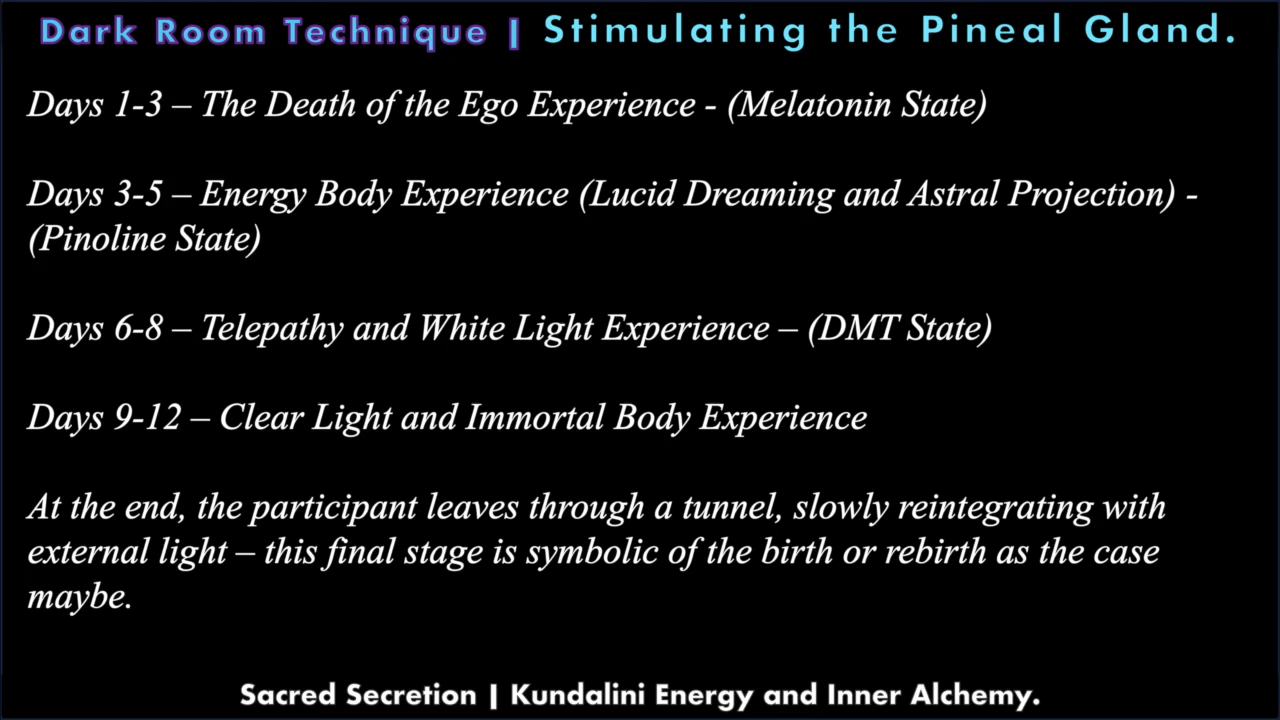 Dark Room Technique | Stimulating the Pineal Gland.
Days 1-3 – The Death of the Ego Experience - (Melatonin State)
Days 3-5 – Energy Body Experience (Lucid Dreaming and Astral Projection) -
(Pinoline State)
Days 6-8 – Telepathy and White Light Experience – (DMT State)
Days 9-12 – Clear Light and Immortal Body Experience
At the end, the participant leaves through a tunnel, slowly reintegrating with
external light – this final stage is symbolic of the birth or rebirth as the case
maybe.
Sacred Secretion | Kundalini Energy and Inner Alchemy.